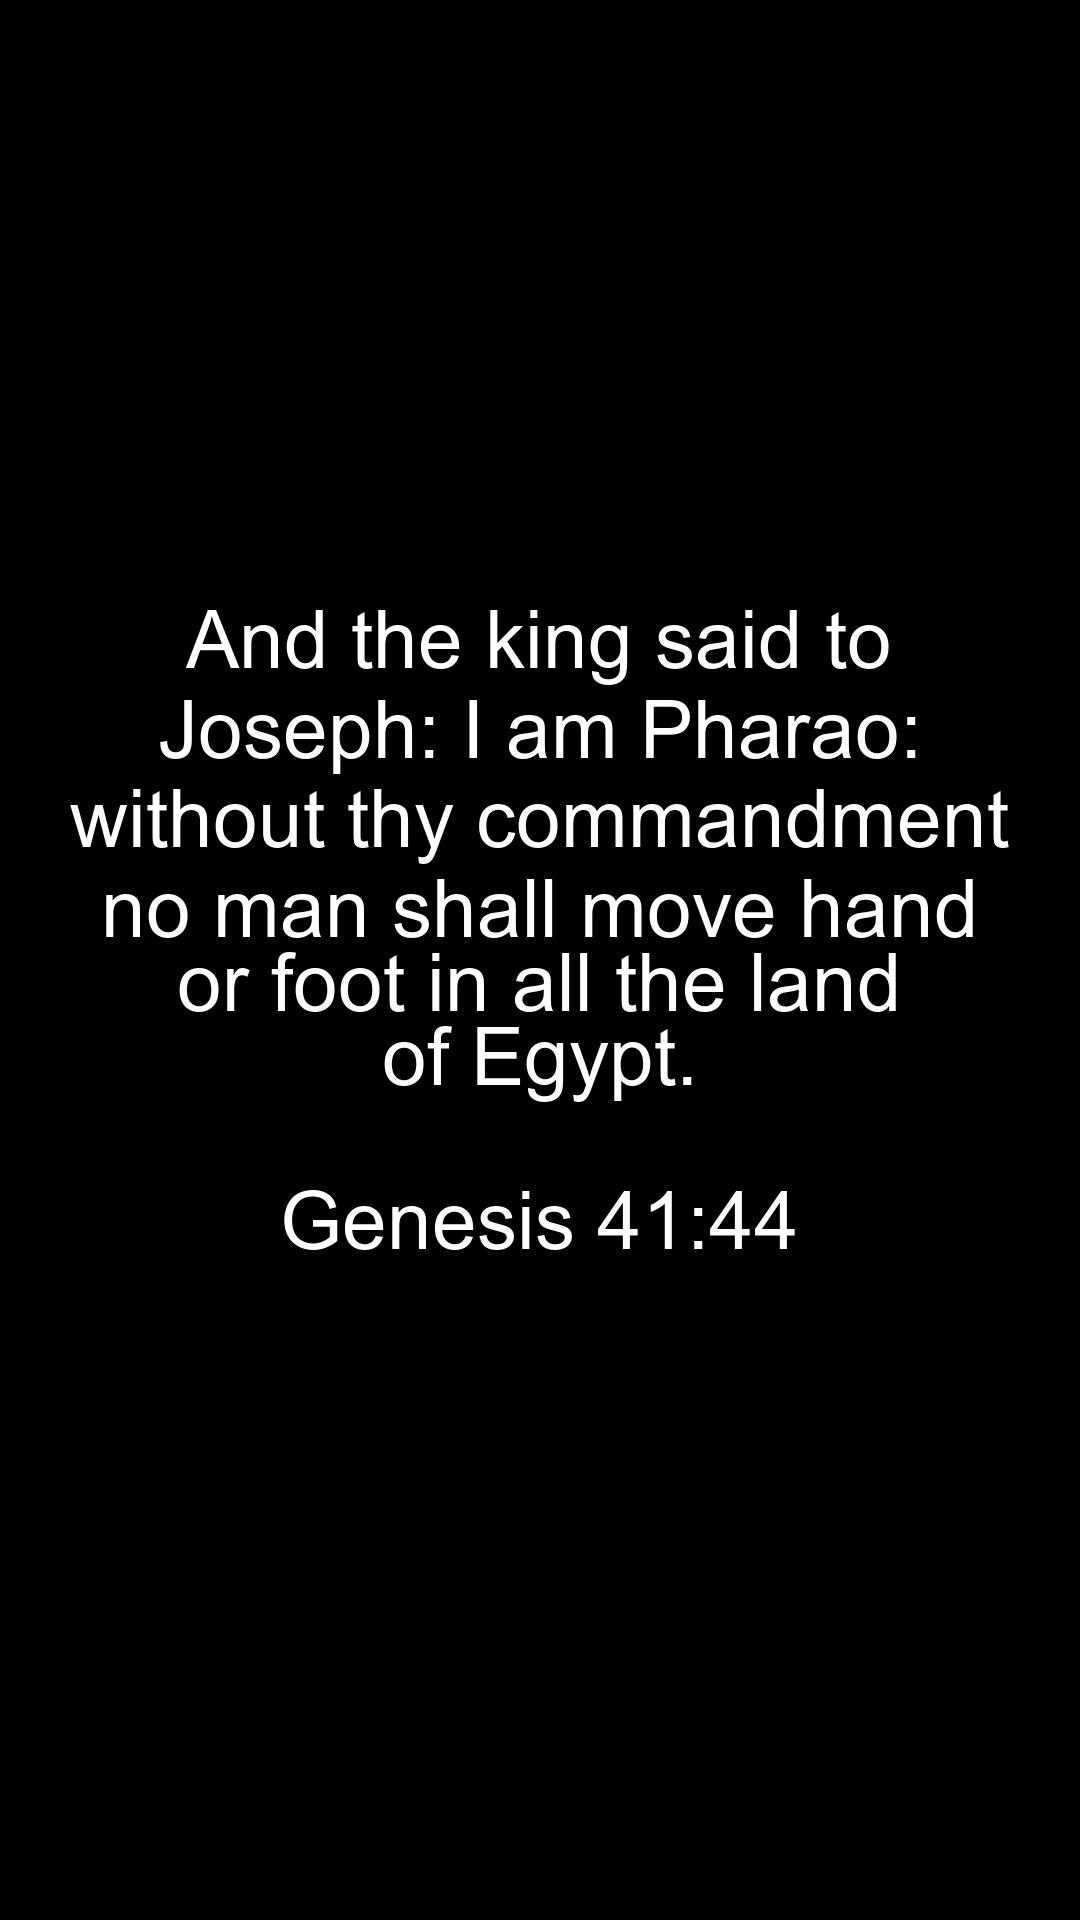 And the king said to
Joseph: I am Pharao:
without thy commandment
no man shall move hand
or foot in all the land
of Egypt.
Genesis 41:44